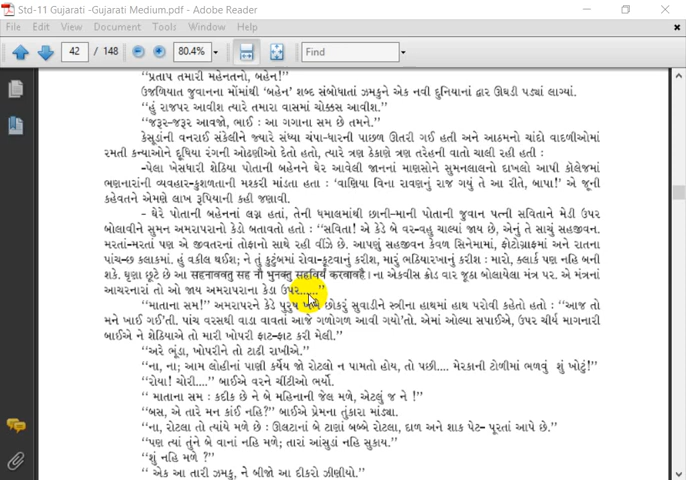 Std-11 Gujarati -Gujarati Medium.pdf - Adobe Reader
File Edit View Document Tools Window Help
42 / 148 80.4% Find
“પ્રતાપ તમારી મહેનતનો, બહેન!”
ઉજળિયાત જુવાનના મોંમાંથી ‘બહેન’ શબ્દ સંબોધાતાં ઝમકુને એક નવી દુનિયાનાં દ્વાર ઊઘડી પડ્યાં લાગ્યાં.
“હું રાજપર આવીશ ત્યારે તમારા વાસમાં ચોક્કસ આવીશ.”
“જરૂર-જરૂર આવજો, ભાઈ : આ ગગાના સમ છે તમને.”
કેસૂડાંની વનરાઈ સંકેલીને જ્યારે સંધ્યા ચંપા-ધારની પાછળ ઊતરી ગઈ હતી અને આઠમનો ચાંદો વાદળીઓમાં
રમતી કન્યાઓને દૂધિયા રંગની ઓઢણીઓ દેતો હતો, ત્યારે ત્રણ ઠેકાણે ત્રણ તરેહની વાતો ચાલી રહી હતી :
-પેલા ખેસધારી શેઠિયા પોતાની બહેનને ઘેર આવેલી જાનનાં માણસોને સુમનલાલનો દાખલો આપી કૉલેજમાં
ભણનારાંની વ્યવહાર-કુશળતાની મશ્કરી માંડતા હતા : ‘વાણિયા વિના રાવણનું રાજ ગયું તે આ રીતે, બાપા!’ એ જૂની
કહેવતને એમણે લાખ રૂપિયાની કહી જણાવી.
- ઘેર પોતાની બહેનનાં લગ્ન હતાં, તેની ધમાલમાંથી છાની-માની પોતાની જુવાન પત્ની સવિતાને મેડી ઉપર
બોલાવીને સુમન અમરાપરાનો કેડો બતાવતો હતો : “સવિતા! એ કેડે બે વર-વહુ ચાલ્યાં જાય છે, એનું તે સાચું સહજીવન.
મરતાં-મરતાં પણ એ જીવતરનાં તોફાનો સાથે રહી વીંઝે છે. આપણું સહજીવન કેવળ સિનેમામાં, ફોટોગ્રાફમાં અને રાતના
પાંચ-છ કલાકમાં. હું વકીલ થઈશ; ને તું કુટુંબમાં રોવા-કૂટવાનું કરીશ, મારું ભઠિયારખાનું કરીશ : મારો, ક્લાર્ક પણ નહિ બની
શકે. ઘૃણા છૂટે છે આ सहनाववतु सह नौ भुनक्तु सहवियॅ करवावहै। ના એકવીસ કોડ વાર જૂઠા બોલાયેલા મંત્ર પર. એ મંત્રનાં
આચરનારાં તો ઓ જાય અમરાપરાના કેડા ઉપર......”
“માતાના સમ!” અમરાપરને કેડે પુરુષ ખભે છોકરું સુવાડીને સ્ત્રીના હાથમાં હાથ પરોવી કહેતો હતો : “આજ તો
મને ખાઈ ગઈ’તી. પાંચ વરસથી વાડા વાવતાં આજે ગળોગળ આવી ગયો’તો. એમાં ઓલ્યા સપાઈએ, ઉપર ચીર્ય માગનારી
બાઈએ ને શેઠિયાએ તો મારી ખોપરી ફાટ-ફાટ કરી મેલી.”
“અરે ભૂંડા, ખોપરીને તો ટાઢી રાખીએ.”
“ના, ના; આમ લોહીનાં પાણી કર્યેય જો રોટલો ન પામતો હોય, તો પછી.... મેરકાની ટોળીમાં ભળવું શું ખોટું!”
“રોયા! ચોરી....” બાઈએ વરને ચીંટીઓ ભર્યો.
“માતાના સમ : કદીક છ ને બે મહિનાની જેલ મળે, એટલું જ ને !”
“બસ, એ તારે મન કાંઈ નહિ?” બાઈએ પ્રેમના તુંકારા માંડ્યા.
“ના, રોટલા તો ત્યાંયે મળે છે : ઊલટાનાં બે ટાણાં બબ્બે રોટલા, દાળ અને શાક પેટ- પૂરતાં આપે છે.”
“પણ ત્યાં તુંને બે વાનાં નહિ મળે; તારાં આંસુડાં નહિ સુકાય.”
“શું નહિ મળે ?”
“ એક આ તારી ઝમકુ, ને બીજો આ દીકરો ઝીણીયો.”